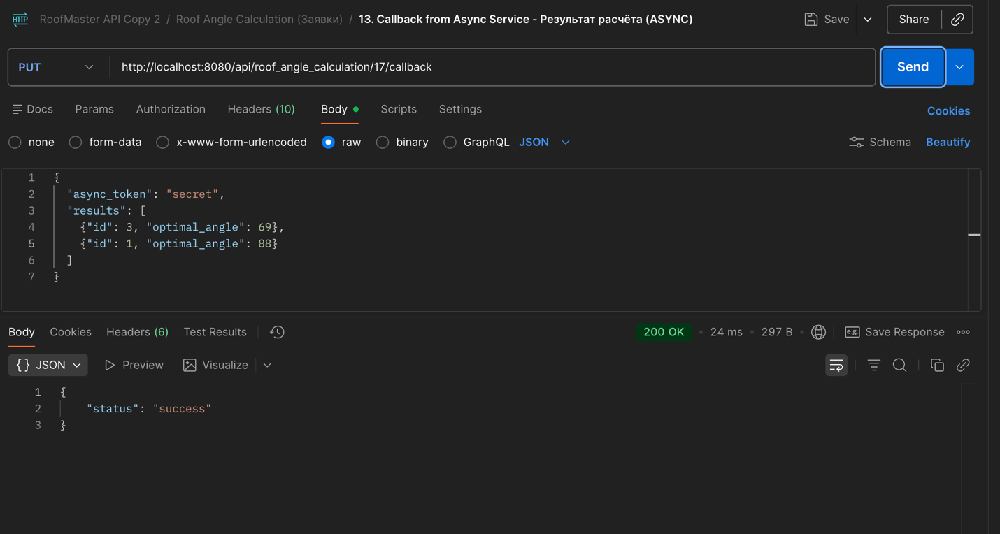 HTTP RoofMaster API Copy 2 / Roof Angle Calculation (Заявки) / 13. Callback from Async Service - Результат расчёта (ASYNC) Save Share
PUT http://localhost:8080/api/roof_angle_calculation/17/callback Send
Docs Params Authorization Headers (10) Body Scripts Settings Cookies
none form-data x-www-form-urlencoded raw binary GraphQL JSON Schema Beautify
1 {
2 "async_token": "secret",
3 "results": [
4 {"id": 3, "optimal_angle": 69},
5 {"id": 1, "optimal_angle": 88}
6 ]
7 }
Body Cookies Headers (6) Test Results 200 OK • 24 ms • 297 B • e.g. Save Response
{} JSON Preview Visualize
1 {
2 "status": "success"
3 }